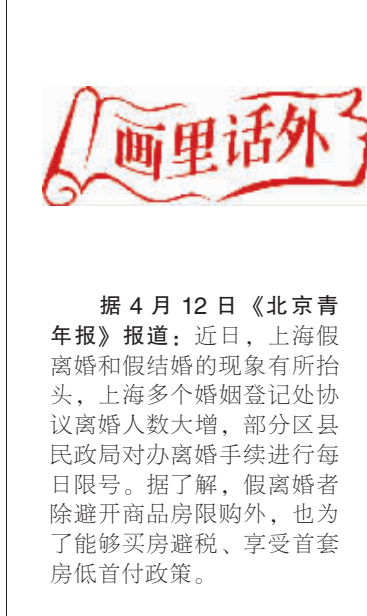 画里话外
据 4 月 12 日《北京青
年报》报道：近日，上海假
离婚和假结婚的现象有所抬
头，上海多个婚姻登记处协
议离婚人数大增，部分区县
民政局对办离婚手续进行每
日限号。据了解，假离婚者
除避开商品房限购外，也为
了能够买房避税、享受首套
房低首付政策。